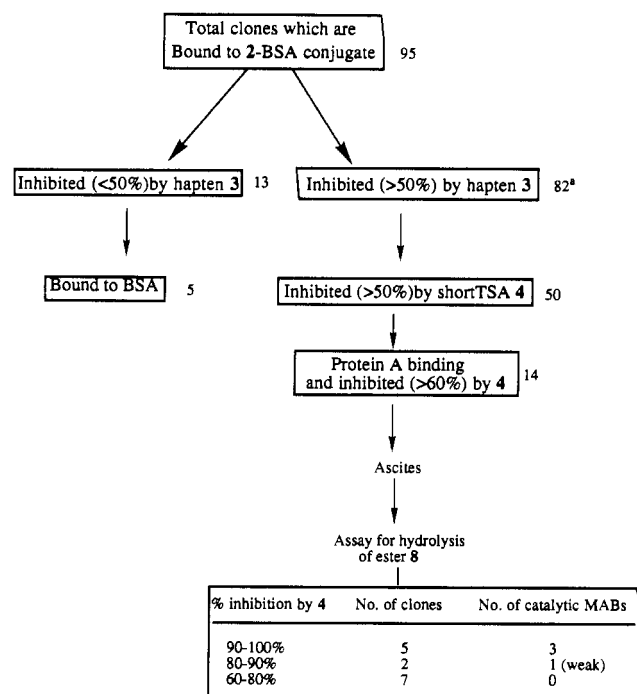 Total clones which are
Bound to 2-BSA conjugate
95
Inhibited (<50%)by hapten 3
13
Inhibited (>50%) by hapten 3
82a
Bound to BSA
5
Inhibited (>50%)by shortTSA 4
50
Protein A binding
and inhibited (>60%) by 4
14
Ascites
Assay for hydrolysis
of ester 8
% inhibition by 4 No. of clones No. of catalytic MABs
90-100% 5 3
80-90% 2 1 (weak)
60-80% 7 0